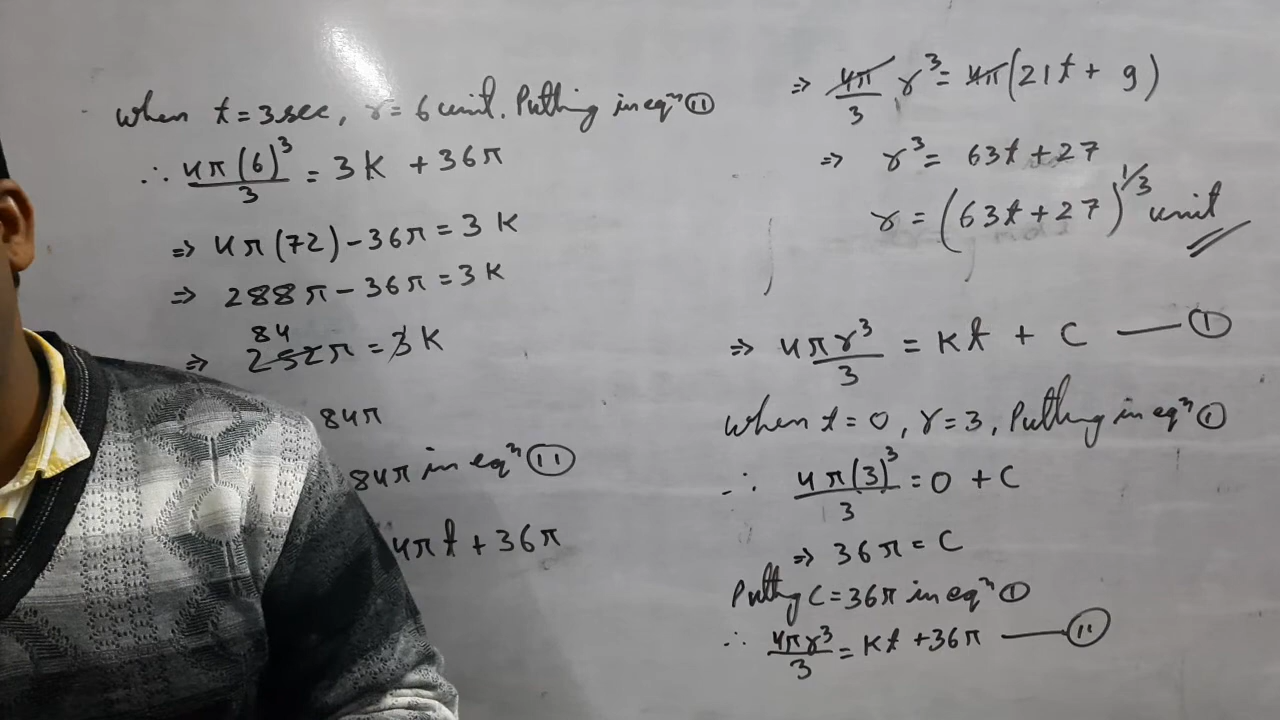 when t = 3 sec, r = 6 unit. Putting in eqⁿ (11)
∴ 4π(6)³/3 = 3K + 36π
⇒ 4π(72) - 36π = 3K
⇒ 288π - 36π = 3K
84
⇒ 252π = 3K
84π
84π in eqⁿ (11)
4πt + 36π
⇒ 4π/3 r³ = 4π(21t + 9)
⇒ r³ = 63t + 27
r = (63t + 27)^1/3 unit
⇒ 4πr³/3 = Kt + C — (1)
when t = 0, r = 3, Putting in eqⁿ (1)
∴ 4π(3)³/3 = 0 + C
⇒ 36π = C
Putting C = 36π in eqⁿ (1)
∴ 4πr³/3 = Kt + 36π — (11)